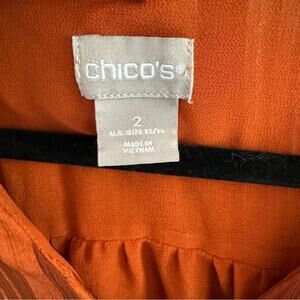 chico's®
2
U.S. SIZE 12/14
MADE IN
VIETNAM